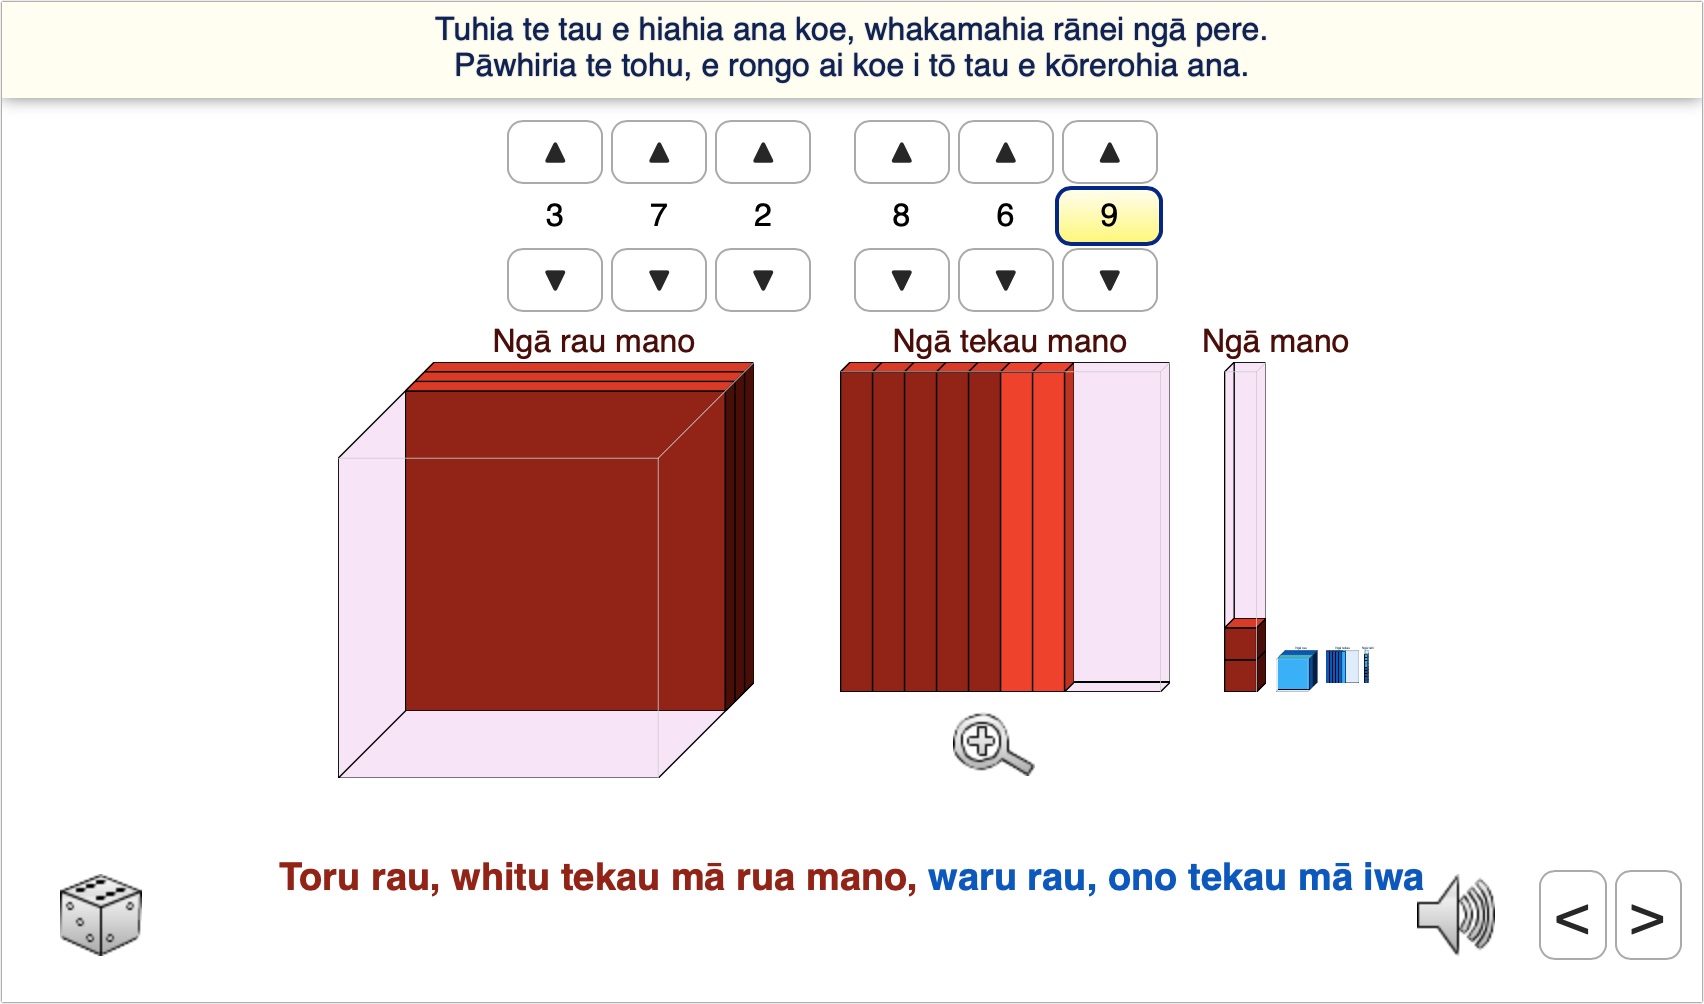 Tuhia te tau e hiahia ana koe, whakamahia rānei ngā pere.
Pāwhiria te tohu, e rongo ai koe i tō tau e kōrerohia ana.
3 7 2 8 6 9
Ngā rau mano Ngā tekau mano Ngā mano
Toru rau, whitu tekau mā rua mano, waru rau, ono tekau mā iwa
< >